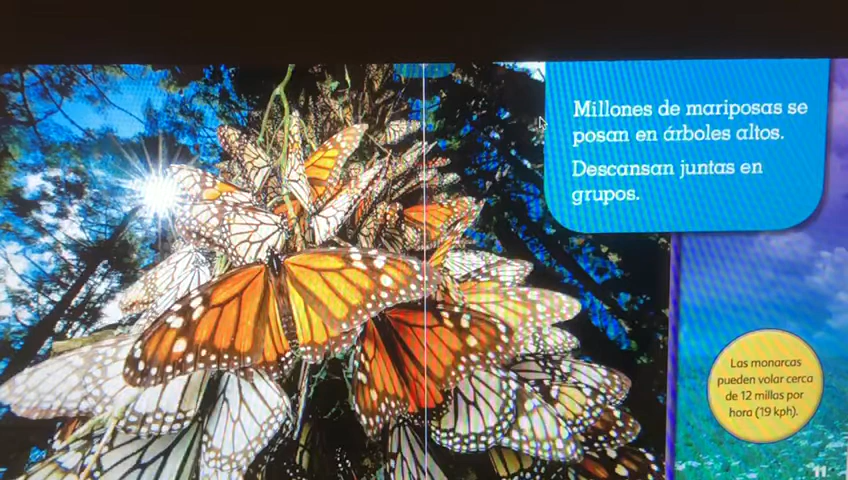 Millones de mariposas se
posan en árboles altos.
Descansan juntas en
grupos.
Las monarcas
pueden volar cerca
de 12 millas por
hora (19 kph).
11